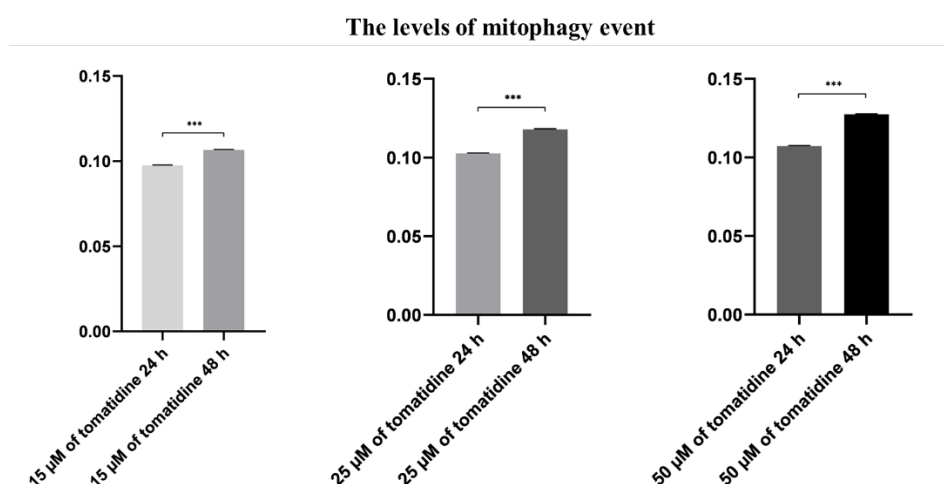 The levels of mitophagy event
0.15
0.10
0.05
0.00
***
15 µM of tomatidine 24 h
15 µM of tomatidine 48 h
0.15
0.10
0.05
0.00
***
25 µM of tomatidine 24 h
25 µM of tomatidine 48 h
0.15
0.10
0.05
0.00
***
50 µM of tomatidine 24 h
50 µM of tomatidine 48 h